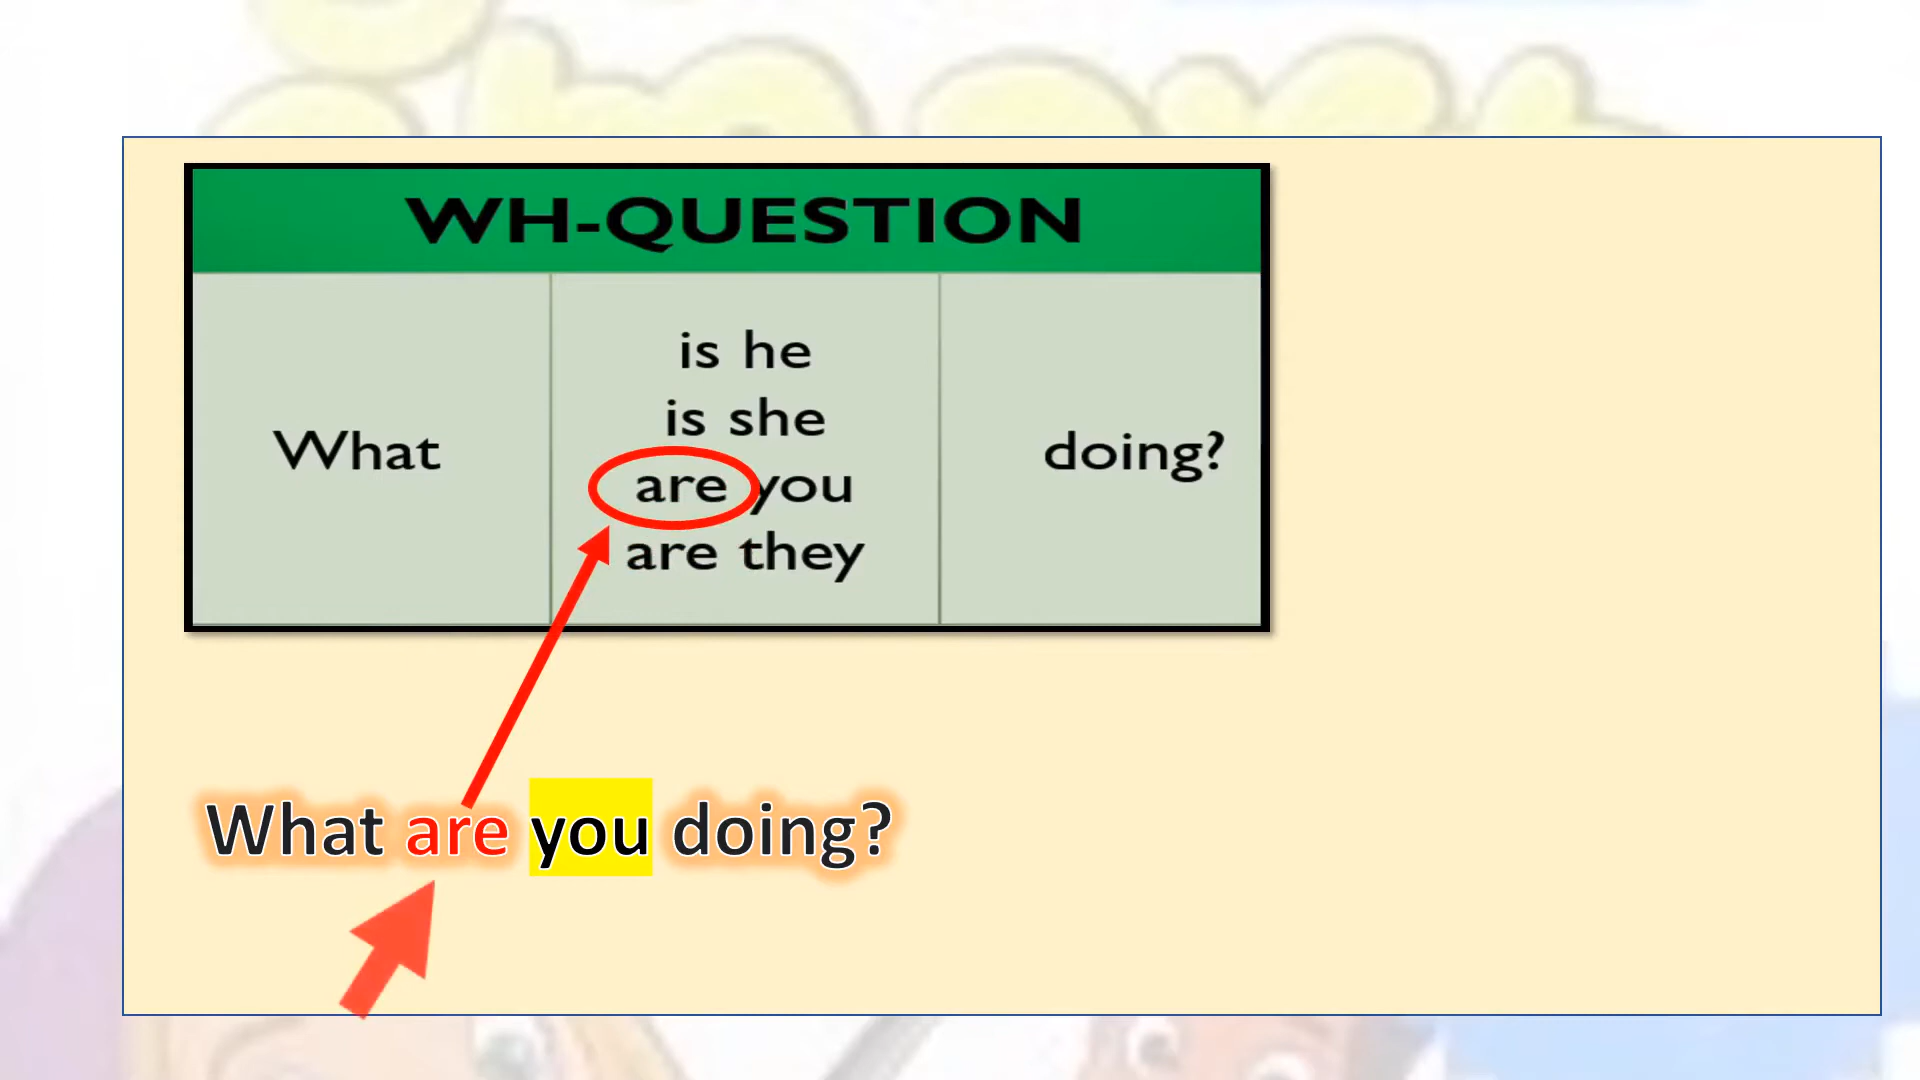 WH-QUESTION
is he
is she
What
doing?
are you
are they
What are you doing?